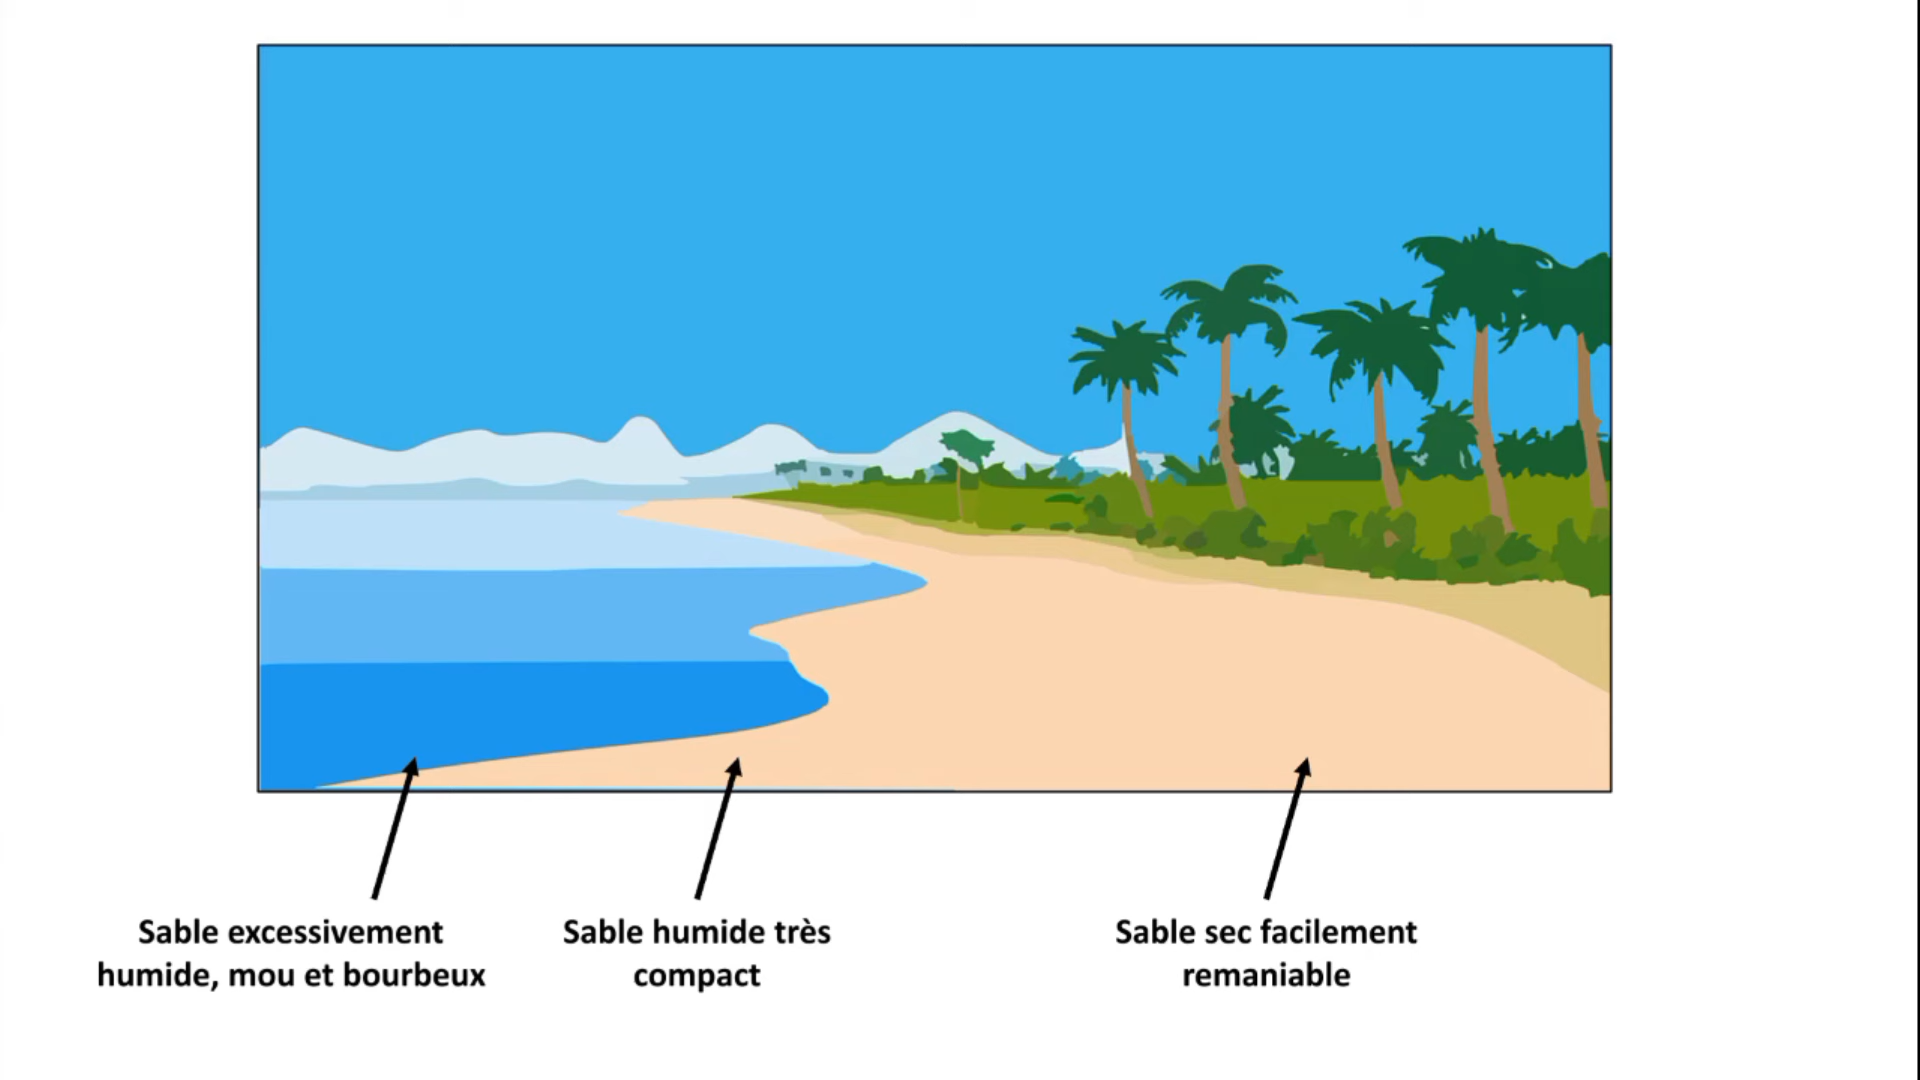 Sable excessivement
humide, mou et bourbeux
Sable humide très
compact
Sable sec facilement
remaniable